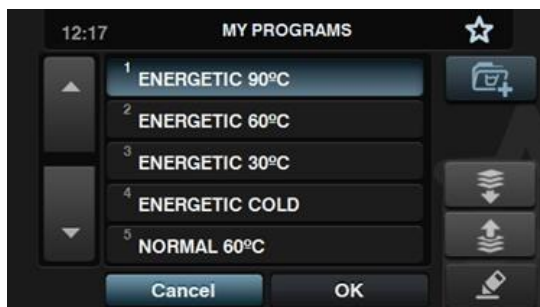 12:17 MY PROGRAMS
1 ENERGETIC 90ºC
2 ENERGETIC 60ºC
3 ENERGETIC 30ºC
4 ENERGETIC COLD
5 NORMAL 60ºC
Cancel OK